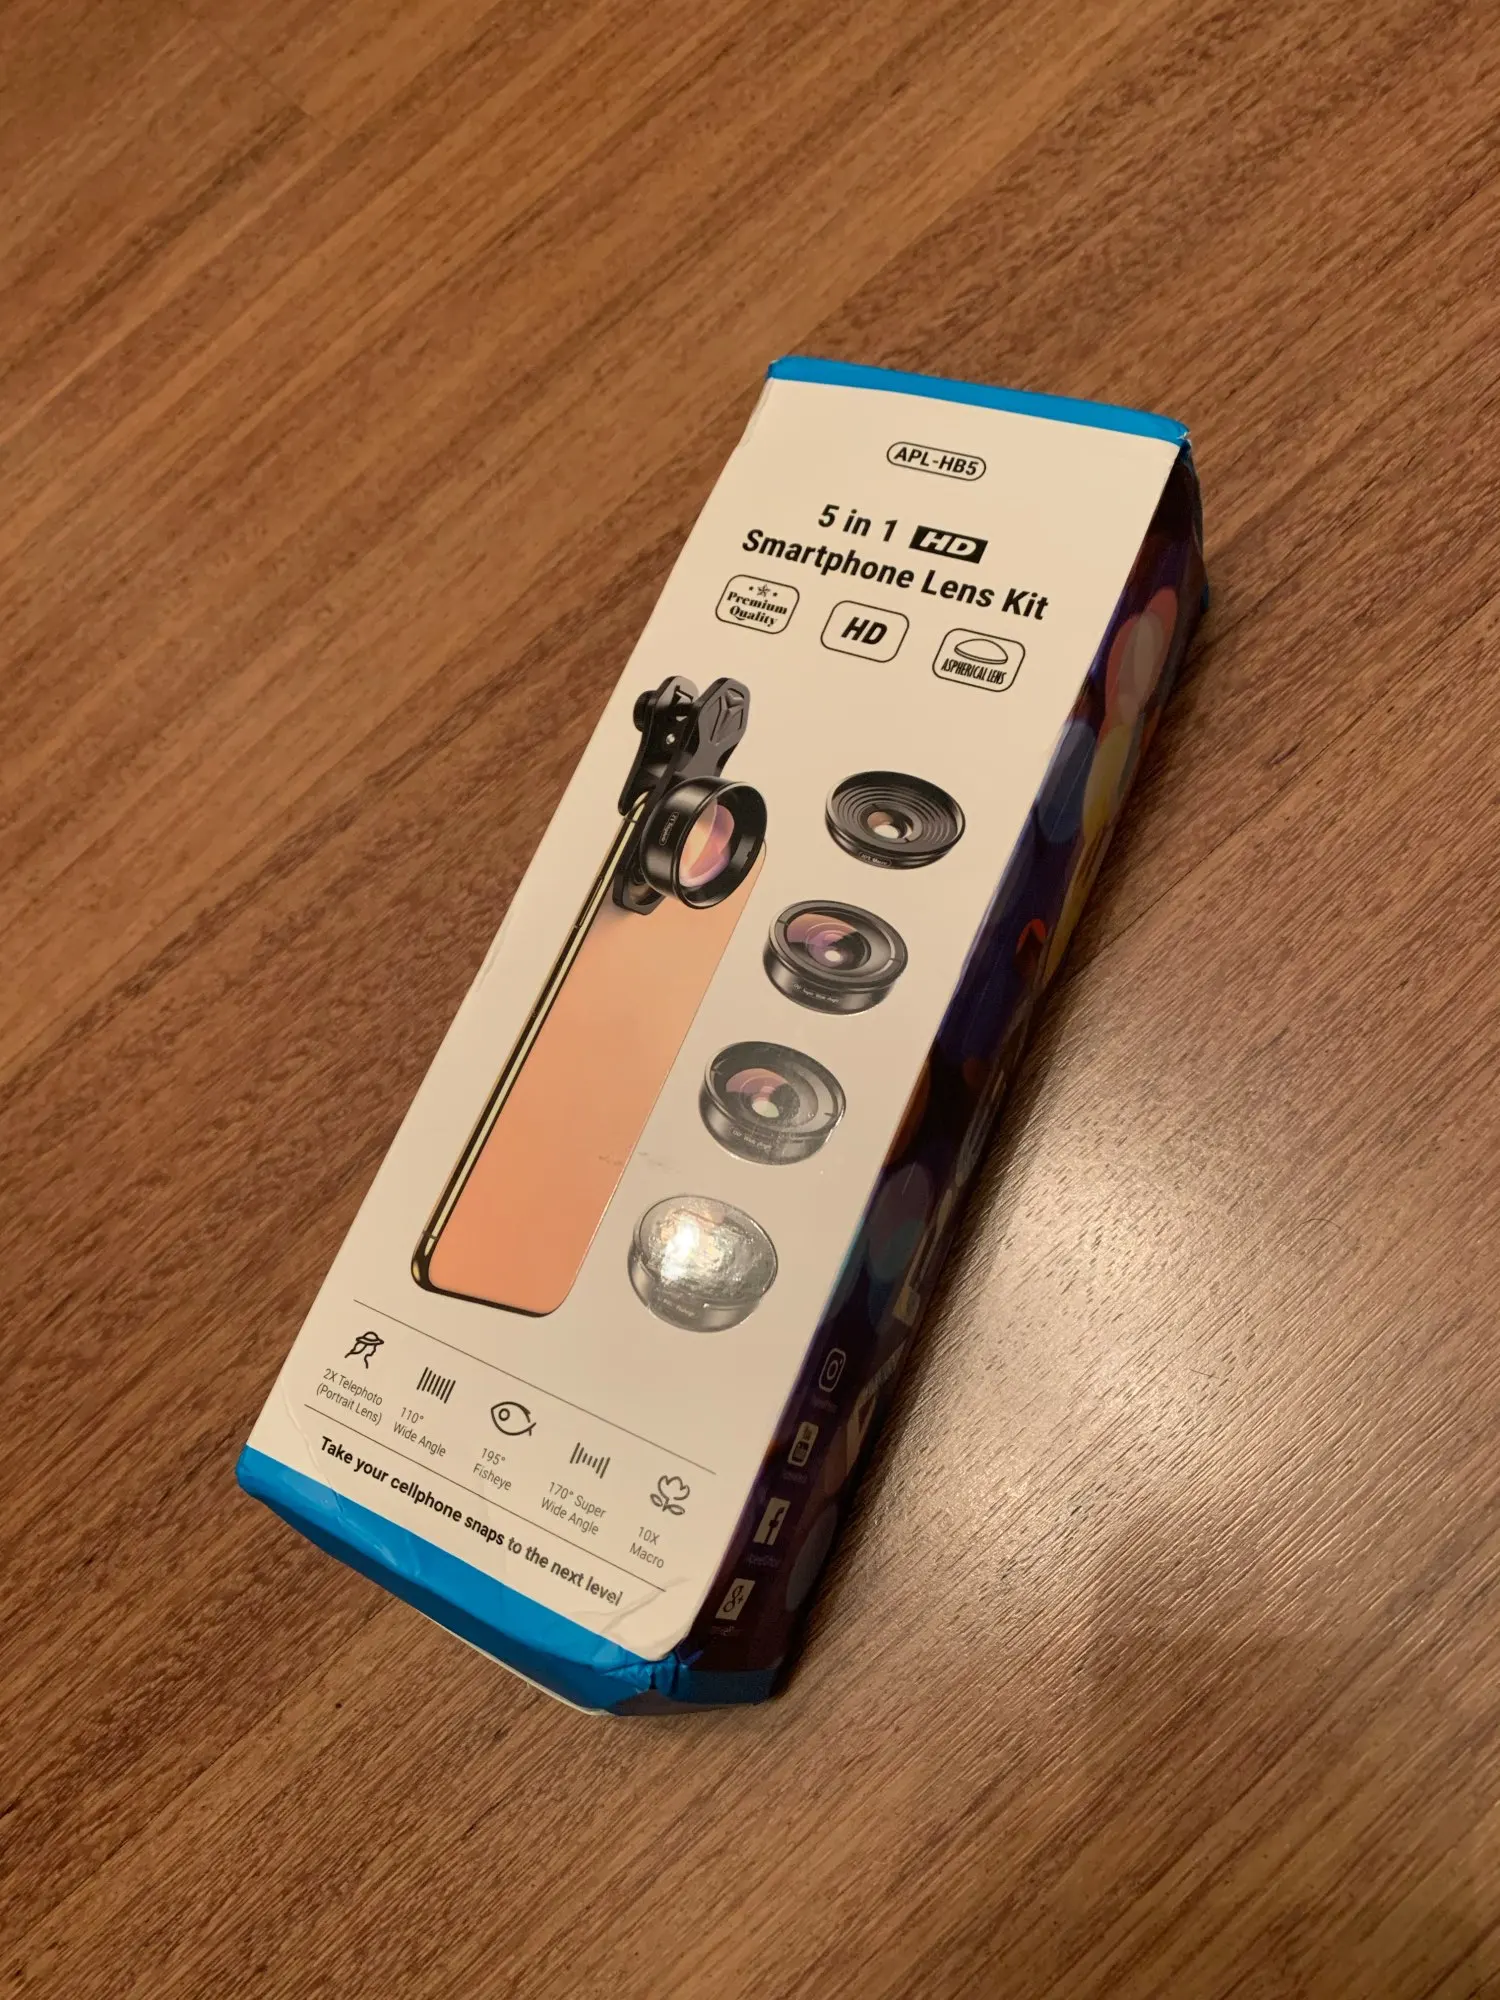 APL-HB5
5 in 1 HD
Smartphone Lens Kit
Premium
Quality
HD
ASPHERICAL LENS
2X Telephoto
(Portrait Lens)
110°
Wide Angle
195°
Fisheye
170° Super
Wide Angle
10X
Macro
Take your cellphone snaps to the next level